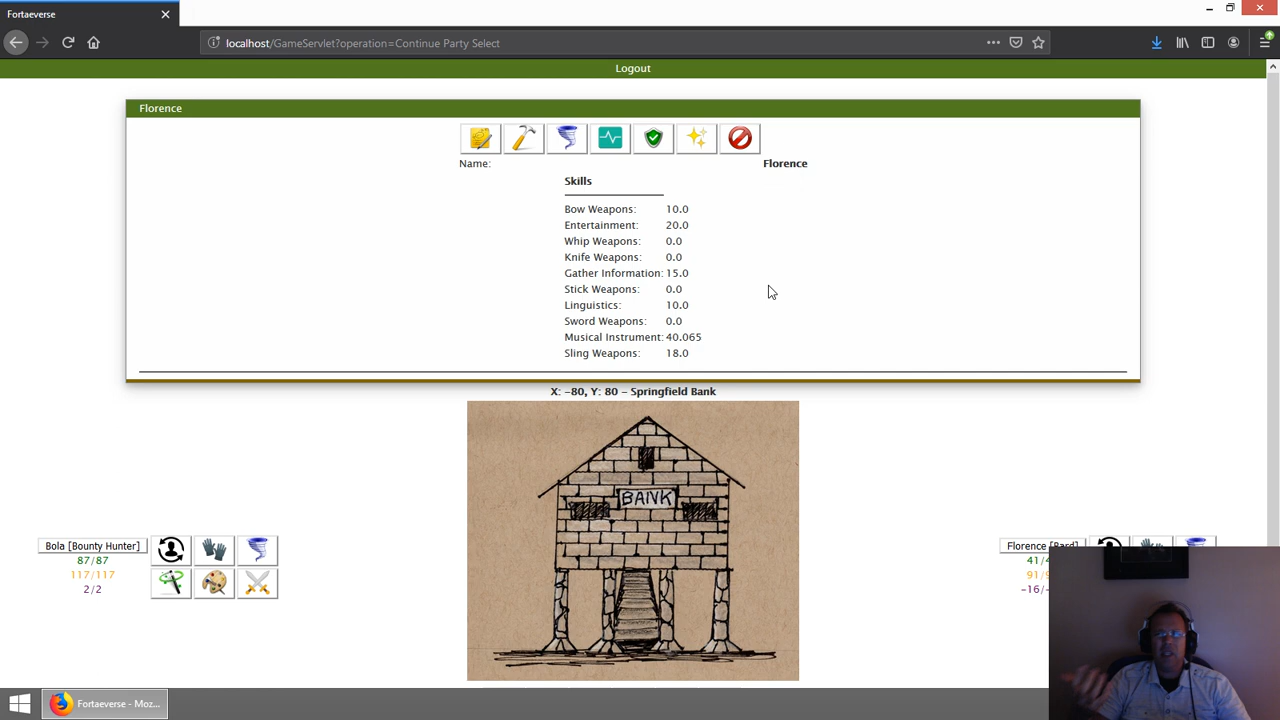 Fortaeverse
localhost/GameServlet?operation=Continue Party Select
Logout
Florence
Name: Florence
Skills
Bow Weapons: 10.0
Entertainment: 20.0
Whip Weapons: 0.0
Knife Weapons: 0.0
Gather Information: 15.0
Stick Weapons: 0.0
Linguistics: 10.0
Sword Weapons: 0.0
Musical Instrument: 40.065
Sling Weapons: 18.0
X: -80, Y: 80 - Springfield Bank
BANK
Bola [Bounty Hunter]
87/87
117/117
2/2
Florence [Bard]
41/
91/
-16/
Fortaeverse - Moz...